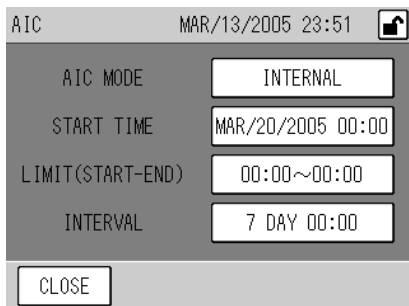 AIC MAR/13/2005 23:51
AIC MODE INTERNAL
START TIME MAR/20/2005 00:00
LIMIT(START-END) 00:00～00:00
INTERVAL 7 DAY 00:00
CLOSE